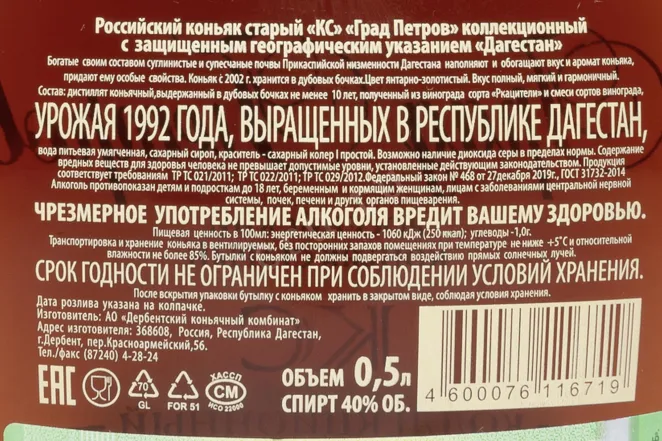 Российский коньяк старый «КС» «Град Петров» коллекционный
с защищенным географическим указанием «Дагестан»
Богатые своим составом суглинистые и супесчаные почвы Прикаспийской низменности Дагестана наполняют и обогащают вкус и аромат коньяка,
придают ему особые свойства. Коньяк с 2002 г. хранится в дубовых бочках.Цвет янтарно-золотистый. Вкус полный, мягкий и гармоничный.
Состав: дистиллят коньячный,выдержанный в дубовых бочках не менее 10 лет, полученный из винограда сорта «Ркацители» и смеси сортов винограда,
УРОЖАЯ 1992 ГОДА, ВЫРАЩЕННЫХ В РЕСПУБЛИКЕ ДАГЕСТАН,
вода питьевая умягченная, сахарный сироп, краситель - сахарный колер I простой. Возможно наличие диоксида серы в пределах нормы. Содержание
вредных веществ для здоровья человека не превышает допустимые уровни, установленные действующим законодательством. Продукция
соответствует требованиям ТР ТС 021/2011; ТР ТС 022/2011; ТР ТС 029/2012.Федеральный закон № 468 от 27декабря 2019г., ГОСТ 31732-2014
Алкоголь противопоказан детям и подросткам до 18 лет, беременным и кормящим женщинам, лицам с заболеваниями центральной нервной
системы, почек, печени и других органов пищеварения.
ЧРЕЗМЕРНОЕ УПОТРЕБЛЕНИЕ АЛКОГОЛЯ ВРЕДИТ ВАШЕМУ ЗДОРОВЬЮ.
Пищевая ценность в 100мл: энергетическая ценность - 1060 кДж (250 ккал); углеводы -1,0г.
Транспортировка и хранение коньяка в вентилируемых, без посторонних запахов помещениях при температуре не ниже +5°С и относительной
влажности не более 85%. Бутылки с коньяком не должны подвергаться воздействию прямых солнечных лучей.
СРОК ГОДНОСТИ НЕ ОГРАНИЧЕН ПРИ СОБЛЮДЕНИИ УСЛОВИЙ ХРАНЕНИЯ.
После вскрытия упаковки бутылку с коньяком хранить в закрытом виде, соблюдая условия хранения.
Дата розлива указана на колпачке.
Изготовитель: АО «Дербентский коньячный комбинат»
Адрес изготовителя: 368608, Россия, Республика Дагестан,
г.Дербент, пер.Красноармейский,56.
Тел./факс (87240) 4-28-24
ЕАС
70
GL
51
FOR 51
ХАССП
СМ
ИСО 22000
ОБЪЕМ 0,5л
СПИРТ 40% ОБ.
4 600076 116719
КС